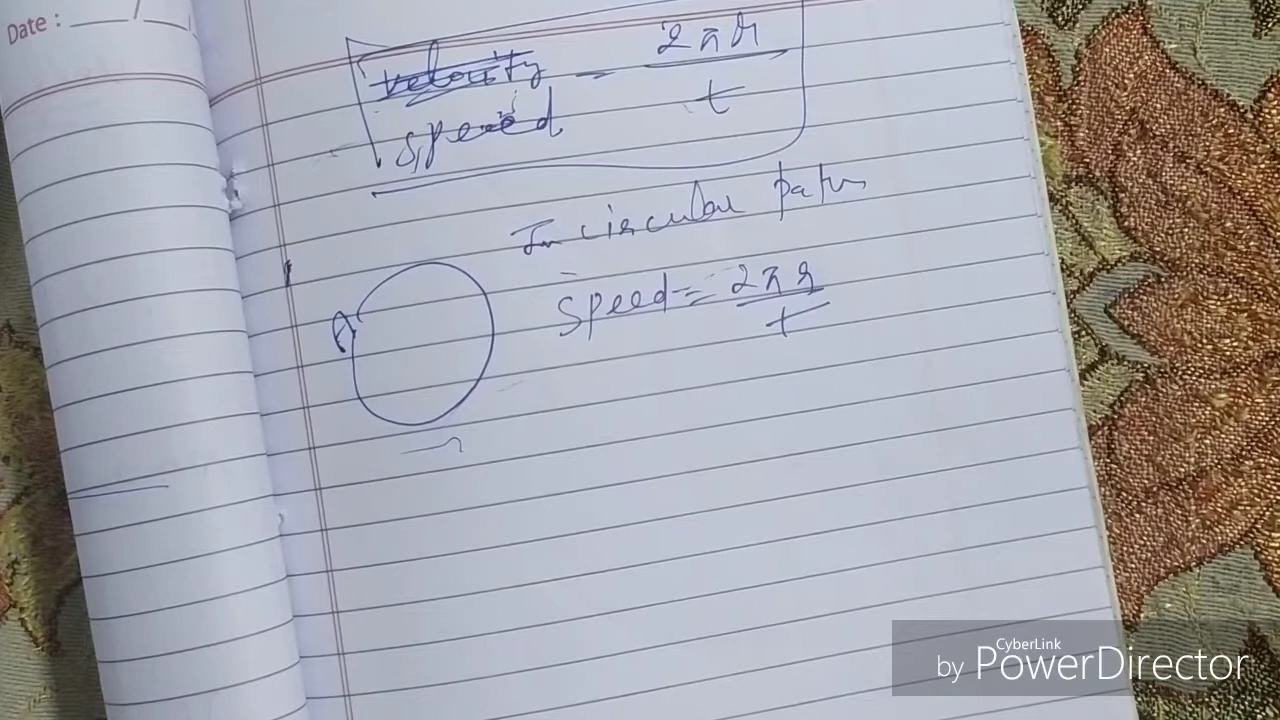 Date :
velocity = 2πr
t
speed
In circular path
speed = 2πr
t
A
CyberLink
by PowerDirector